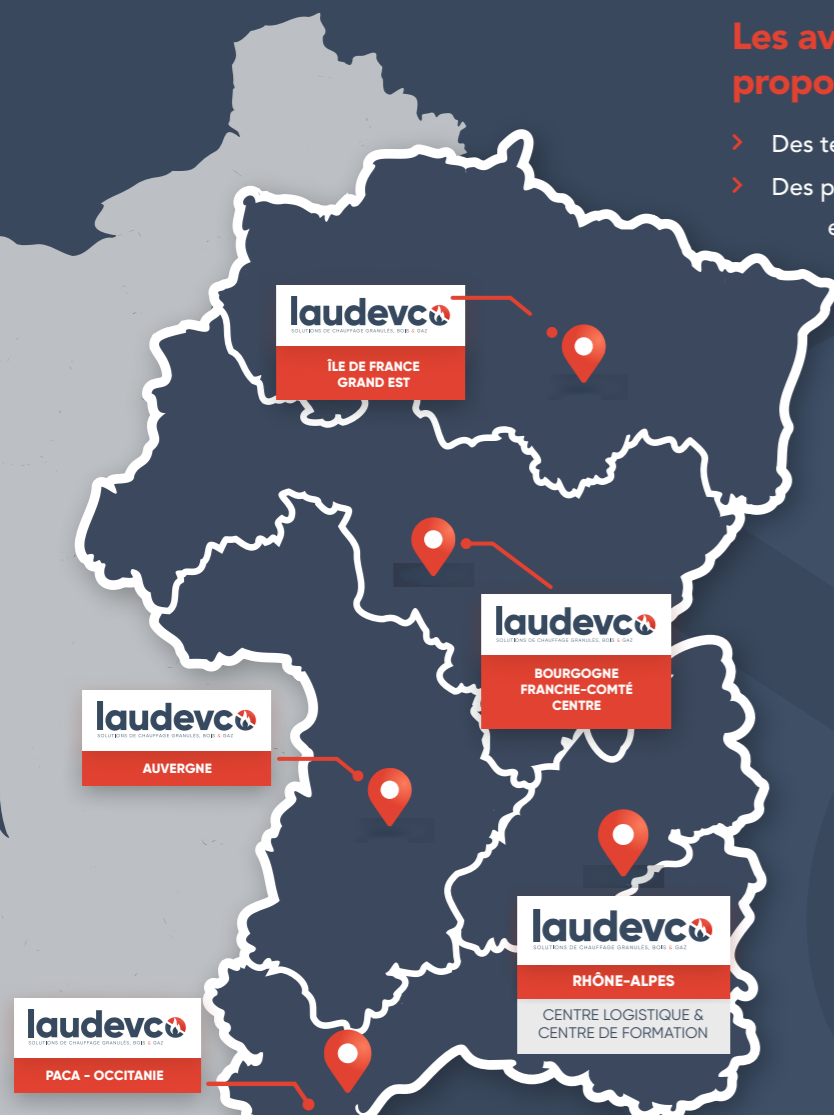 Les av
propo
> Des te
> Des p
e
laudevco
SOLUTIONS DE CHAUFFAGE GRANULÉS, BOIS & GAZ
ÎLE DE FRANCE
GRAND EST
laudevco
SOLUTIONS DE CHAUFFAGE GRANULÉS, BOIS & GAZ
BOURGOGNE
FRANCHE-COMTÉ
CENTRE
laudevco
SOLUTIONS DE CHAUFFAGE GRANULÉS, BOIS & GAZ
AUVERGNE
laudevco
SOLUTIONS DE CHAUFFAGE GRANULÉS, BOIS & GAZ
RHÔNE-ALPES
CENTRE LOGISTIQUE &
CENTRE DE FORMATION
laudevco
SOLUTIONS DE CHAUFFAGE GRANULÉS, BOIS & GAZ
PACA - OCCITANIE